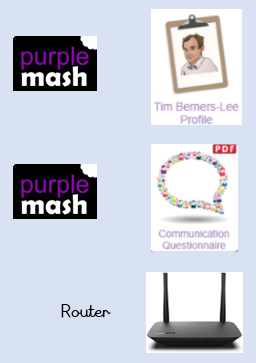 purple
mash
Tim Berners-Lee
Profile
purple
mash
PDF
Communication
Questionnaire
Router